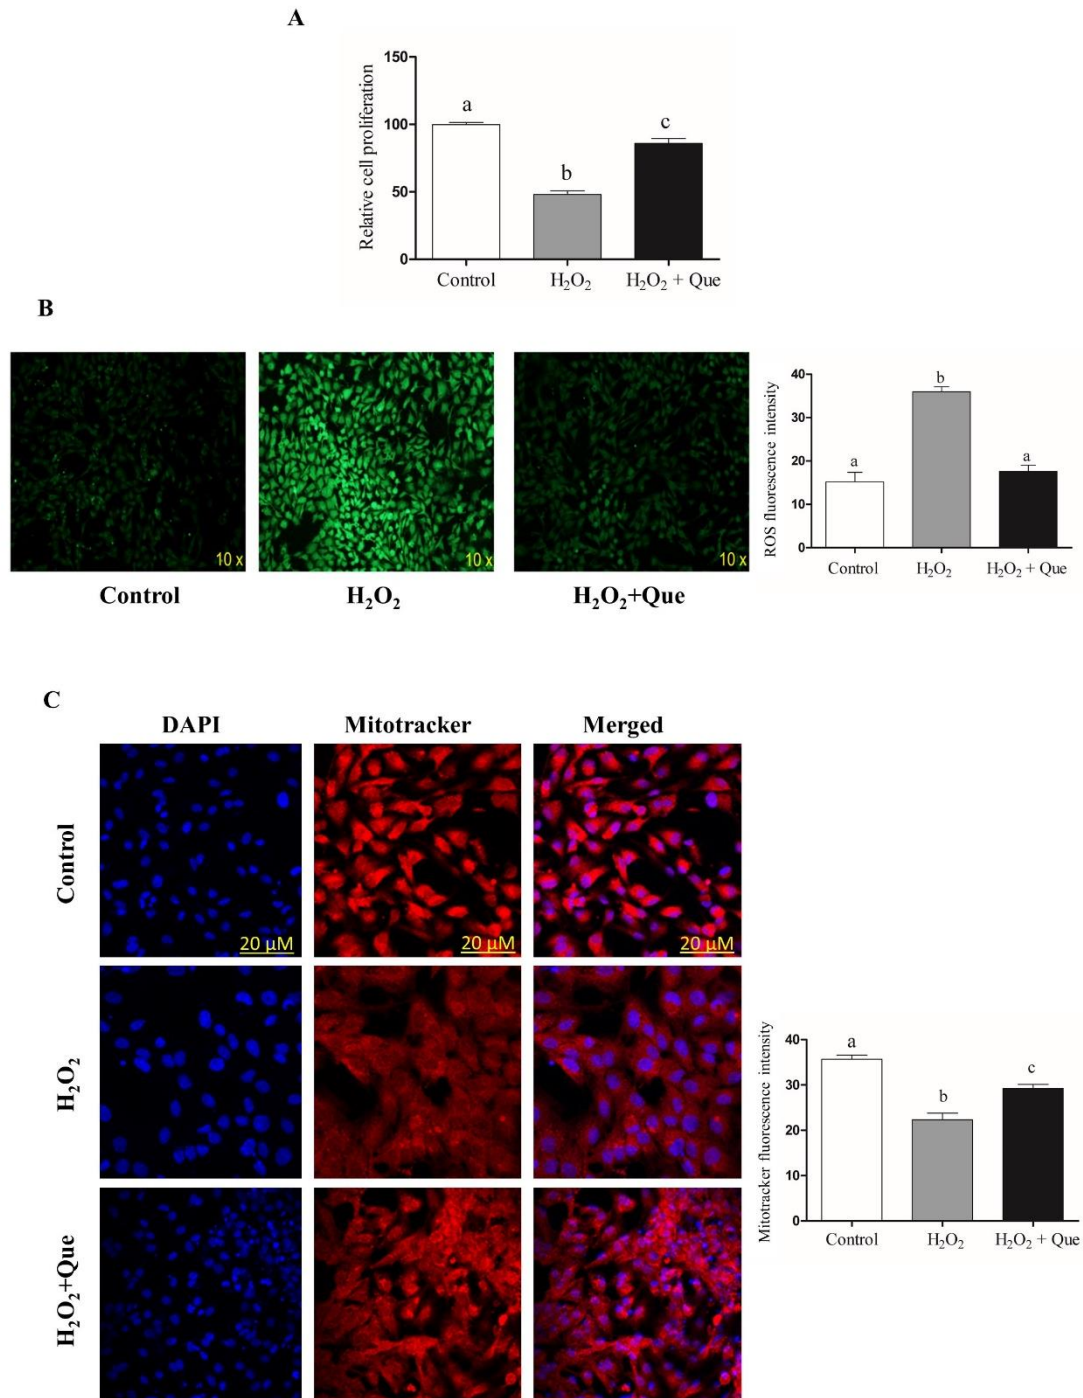 A
Relative cell proliferation
150
100
50
0
a
b
c
Control
H₂O₂
H₂O₂ + Que
B
10 x
10 x
10 x
Control
H₂O₂
H₂O₂+Que
ROS fluorescence intensity
40
30
20
10
0
a
b
a
Control
H₂O₂
H₂O₂ + Que
C
DAPI
Mitotracker
Merged
Control
20 µM
20 µM
20 µM
H₂O₂
H₂O₂+Que
Mitotracker fluorescence intensity
40
30
20
10
0
a
b
c
Control
H₂O₂
H₂O₂ + Que